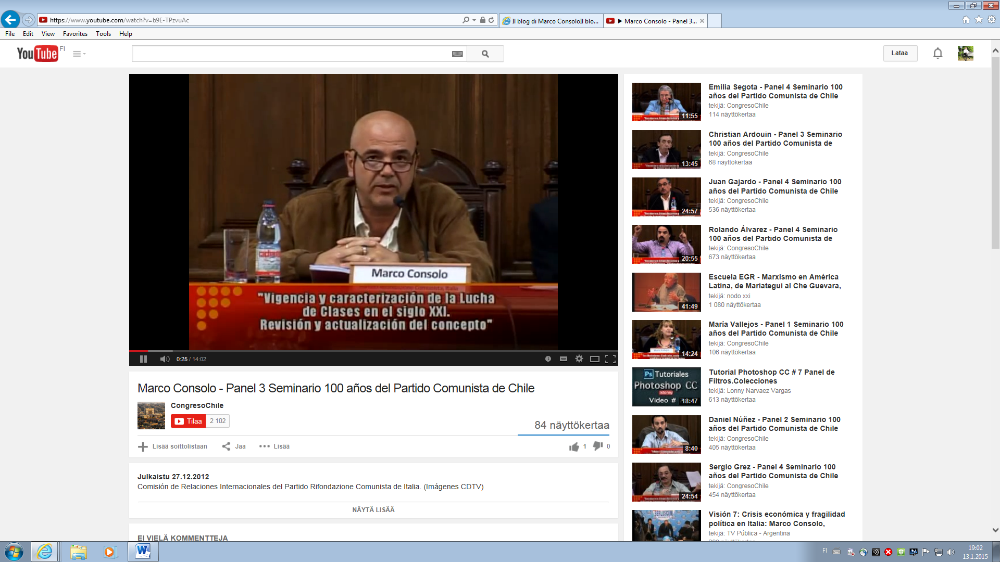 https://www.youtube.com/watch?v=b9E-TPzvuAc
Il blog di Marco ConsoloIl blo...
▶ Marco Consolo - Panel 3...
File Edit View Favorites Tools Help
YouTube FI
Lataa
Marco Consolo
"Vigencia y caracterización de la Lucha
de Clases en el siglo XXI.
Revisión y actualización del concepto"
0:25 / 14:02
Marco Consolo - Panel 3 Seminario 100 años del Partido Comunista de Chile
CongresoChile
Tilaa 2 102
84 näyttökertaa
Lisää soittolistaan Jaa Lisää
1 0
Julkaistu 27.12.2012
Comisión de Relaciones Internacionales del Partido Rifondazione Comunista de Italia. (Imágenes CDTV)
NÄYTÄ LISÄÄ
EI VIELÄ KOMMENTTEJA
11:55
Emilia Segota - Panel 4 Seminario 100
años del Partido Comunista de Chile
tekijä: CongresoChile
114 näyttökertaa
13:45
Christian Ardouin - Panel 3 Seminario
100 años del Partido Comunista de
tekijä: CongresoChile
68 näyttökertaa
24:57
Juan Gajardo - Panel 4 Seminario 100
años del Partido Comunista de Chile
tekijä: CongresoChile
536 näyttökertaa
20:55
Rolando Álvarez - Panel 4 Seminario
100 años del Partido Comunista de
tekijä: CongresoChile
673 näyttökertaa
41:49
Escuela EGR - Marxismo en América
Latina, de Mariategui al Che Guevara,
tekijä: nodo xxi
1 080 näyttökertaa
14:24
María Vallejos - Panel 1 Seminario 100
años del Partido Comunista de Chile
tekijä: CongresoChile
106 näyttökertaa
Ps Tutoriales
Photoshop CC
Video #
18:47
Tutorial Photoshop CC # 7 Panel de
Filtros.Colecciones
tekijä: Lonny Narvaez Vargas
613 näyttökertaa
8:40
Daniel Núñez - Panel 2 Seminario 100
años del Partido Comunista de Chile
tekijä: CongresoChile
405 näyttökertaa
24:54
Sergio Grez - Panel 4 Seminario 100
años del Partido Comunista de Chile
tekijä: CongresoChile
454 näyttökertaa
BERLUSCONI
Visión 7: Crisis económica y fragilidad
política en Italia: Marco Consolo,
tekijä: TV Pública - Argentina
FI
19:02
13.1.2015